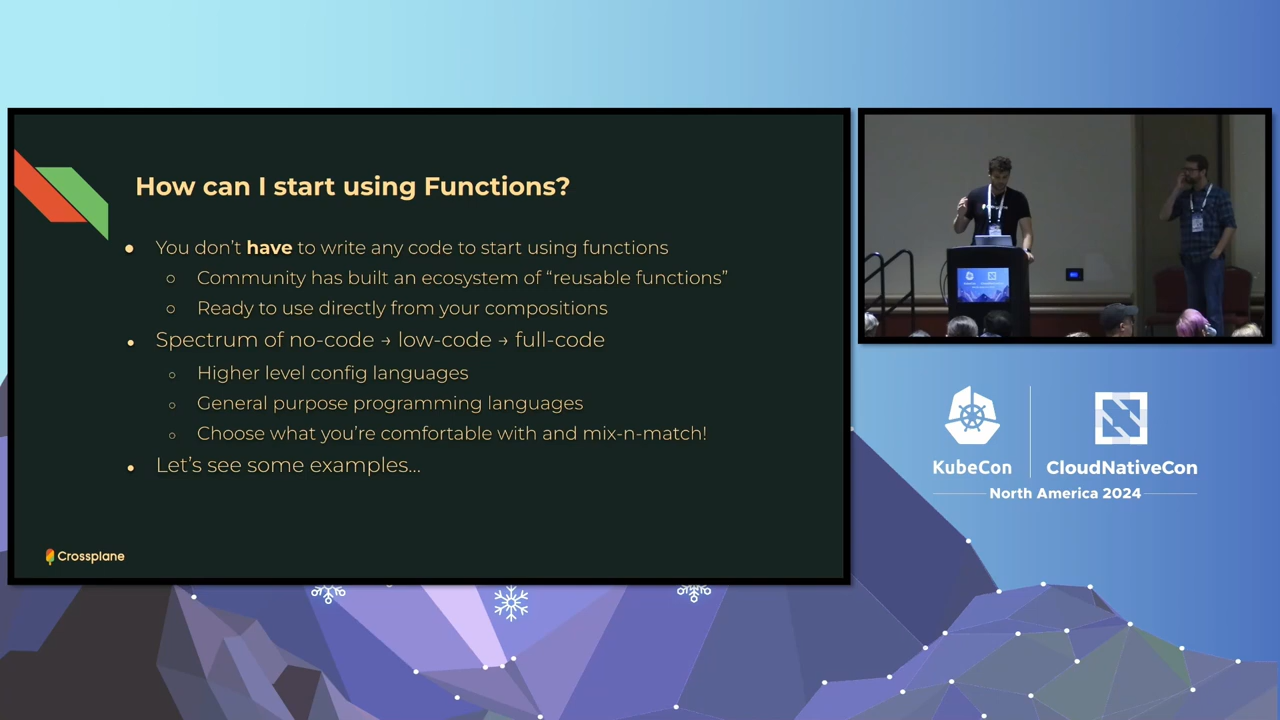 How can I start using Functions?
● You don’t have to write any code to start using functions
○ Community has built an ecosystem of “reusable functions”
○ Ready to use directly from your compositions
● Spectrum of no-code → low-code → full-code
○ Higher level config languages
○ General purpose programming languages
○ Choose what you’re comfortable with and mix-n-match!
● Let’s see some examples…
Crossplane
KubeCon
CloudNativeCon
North America 2024